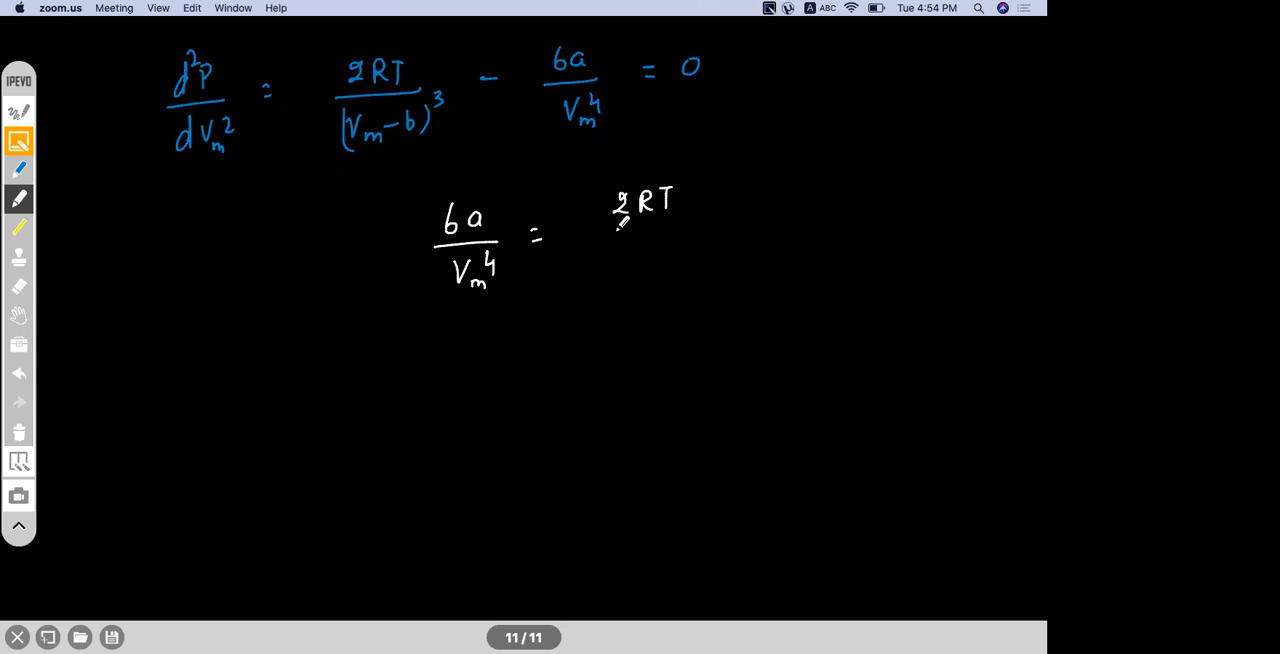 zoom.us Meeting View Edit Window Help A ABC Tue 4:54 PM
IPEVO
d²P/dVₘ² = 2RT/(Vₘ-b)³ - 6a/Vₘ⁴ = 0
6a/Vₘ⁴ = 2RT
11/11